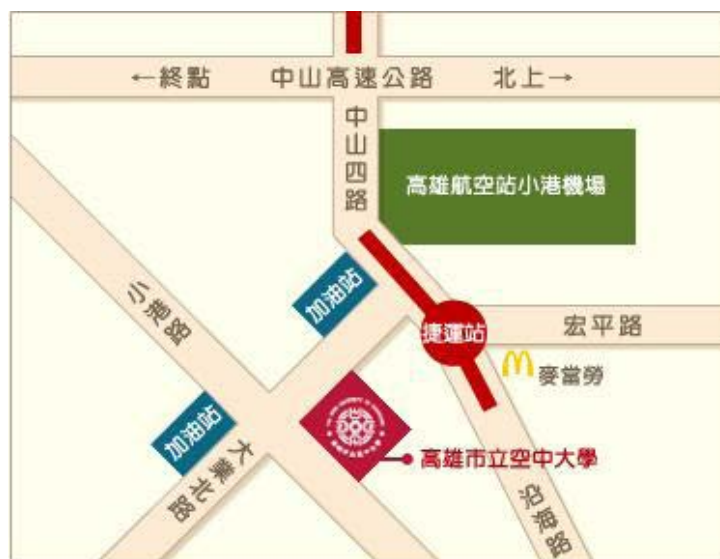 ←終點 中山高速公路 北上→
中山四路
高雄航空站小港機場
加油站
小港路
捷運站
宏平路
麥當勞
加油站
大業北路
高雄市立空中大學
沿海路